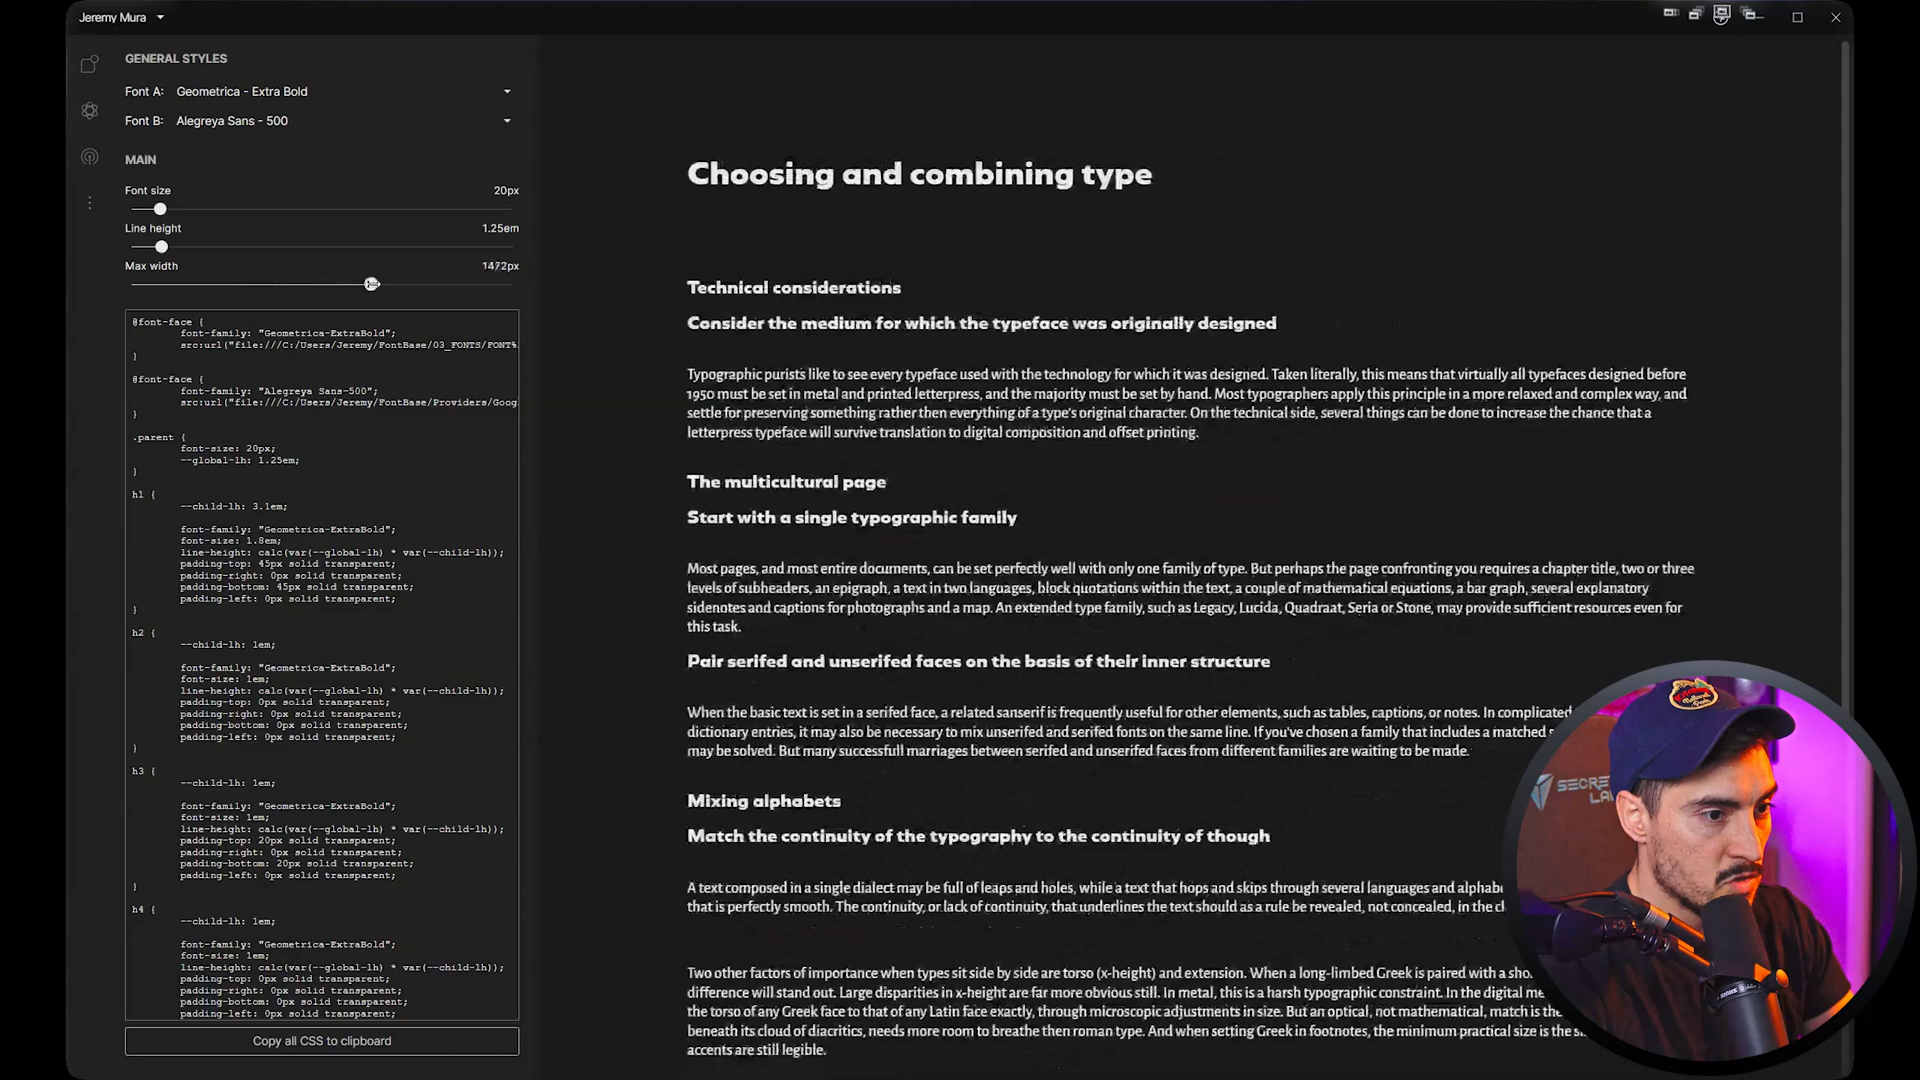 Jeremy Mura
GENERAL STYLES
Font A: Geometrica - Extra Bold
Font B: Alegreya Sans - 500
MAIN
Font size 20px
Line height 1.25em
Max width 1472px
@font-face {
font-family: "Geometrica-ExtraBold";
src:url("file:///C:/Users/Jeremy/FontBase/03_FONTS/FONT%
}
@font-face {
font-family: "Alegreya Sans-500";
src:url("file:///C:/Users/Jeremy/FontBase/Providers/Goog
}
.parent {
font-size: 20px;
--global-lh: 1.25em;
}
h1 {
--child-lh: 3.1em;
font-family: "Geometrica-ExtraBold";
font-size: 1.8em;
line-height: calc(var(--global-lh) * var(--child-lh));
padding-top: 45px solid transparent;
padding-right: 0px solid transparent;
padding-bottom: 45px solid transparent;
padding-left: 0px solid transparent;
}
h2 {
--child-lh: 1em;
font-family: "Geometrica-ExtraBold";
font-size: 1em;
line-height: calc(var(--global-lh) * var(--child-lh));
padding-top: 0px solid transparent;
padding-right: 0px solid transparent;
padding-bottom: 0px solid transparent;
padding-left: 0px solid transparent;
}
h3 {
--child-lh: 1em;
font-family: "Geometrica-ExtraBold";
font-size: 1em;
line-height: calc(var(--global-lh) * var(--child-lh));
padding-top: 20px solid transparent;
padding-right: 0px solid transparent;
padding-bottom: 20px solid transparent;
padding-left: 0px solid transparent;
}
h4 {
--child-lh: 1em;
font-family: "Geometrica-ExtraBold";
font-size: 1em;
line-height: calc(var(--global-lh) * var(--child-lh));
padding-top: 0px solid transparent;
padding-right: 0px solid transparent;
padding-bottom: 0px solid transparent;
padding-left: 0px solid transparent;
Copy all CSS to clipboard
Choosing and combining type
Technical considerations
Consider the medium for which the typeface was originally designed
Typographic purists like to see every typeface used with the technology for which it was designed. Taken literally, this means that virtually all typefaces designed before
1950 must be set in metal and printed letterpress, and the majority must be set by hand. Most typographers apply this principle in a more relaxed and complex way, and
settle for preserving something rather then everything of a type's original character. On the technical side, several things can be done to increase the chance that a
letterpress typeface will survive translation to digital composition and offset printing.
The multicultural page
Start with a single typographic family
Most pages, and most entire documents, can be set perfectly well with only one family of type. But perhaps the page confronting you requires a chapter title, two or three
levels of subheaders, an epigraph, a text in two languages, block quotations within the text, a couple of mathematical equations, a bar graph, several explanatory
sidenotes and captions for photographs and a map. An extended type family, such as Legacy, Lucida, Quadraat, Seria or Stone, may provide sufficient resources even for
this task.
Pair serifed and unserifed faces on the basis of their inner structure
When the basic text is set in a serifed face, a related sanserif is frequently useful for other elements, such as tables, captions, or notes. In complicated
dictionary entries, it may also be necessary to mix unserifed and serifed fonts on the same line. If you've chosen a family that includes a matched s
may be solved. But many successfull marriages between serifed and unserifed faces from different families are waiting to be made.
Mixing alphabets
Match the continuity of the typography to the continuity of though
A text composed in a single dialect may be full of leaps and holes, while a text that hops and skips through several languages and alphabe
that is perfectly smooth. The continuity, or lack of continuity, that underlines the text should as a rule be revealed, not concealed, in the cl
Two other factors of importance when types sit side by side are torso (x-height) and extension. When a long-limbed Greek is paired with a sho
difference will stand out. Large disparities in x-height are far more obvious still. In metal, this is a harsh typographic constraint. In the digital me
the torso of any Greek face to that of any Latin face exactly, through microscopic adjustments in size. But an optical, not mathematical, match is the
beneath its cloud of diacritics, needs more room to breathe then roman type. And when setting Greek in footnotes, the minimum practical size is the s
accents are still legible.
SECRE
LA